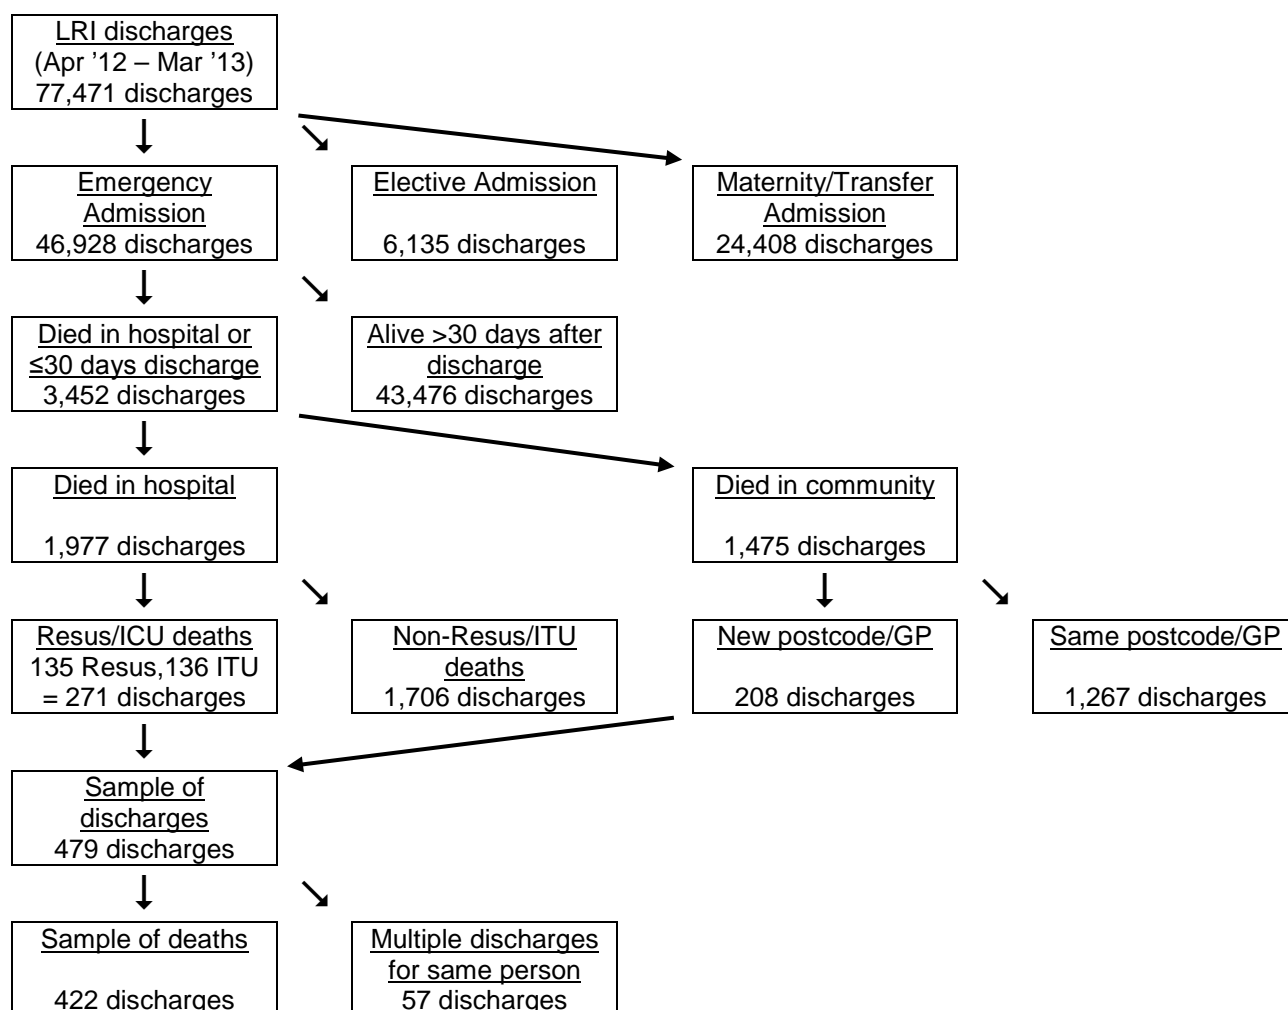 LRI discharges
(Apr ’12 – Mar ’13)
77,471 discharges
Emergency
Admission
46,928 discharges
Elective Admission
6,135 discharges
Maternity/Transfer
Admission
24,408 discharges
Died in hospital or
≤30 days discharge
3,452 discharges
Alive >30 days after
discharge
43,476 discharges
Died in hospital
1,977 discharges
Died in community
1,475 discharges
Resus/ICU deaths
135 Resus,136 ITU
= 271 discharges
Non-Resus/ITU
deaths
1,706 discharges
New postcode/GP
208 discharges
Same postcode/GP
1,267 discharges
Sample of
discharges
479 discharges
Sample of deaths
422 discharges
Multiple discharges
for same person
57 discharges